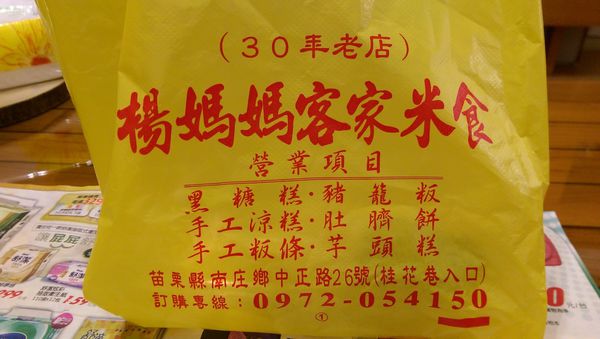 （30年老店）
楊媽媽客家米食
營業項目
黑糖糕·豬籠粄
手工涼糕·肚臍餅
手工粄條·芋頭糕
苗栗縣南庄鄉中正路26號(桂花巷入口)
訂購專線：0972-054150
①